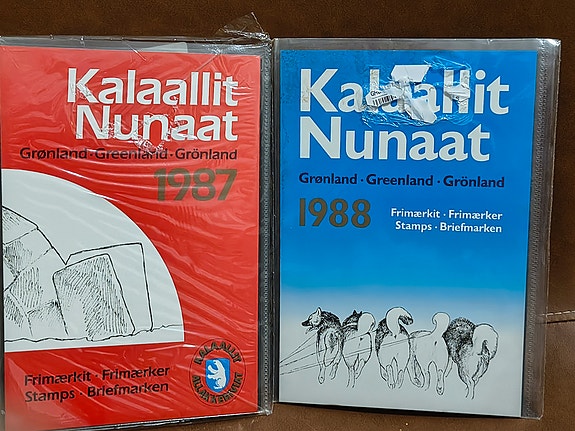 Kalaallit
Nunaat
Grønland · Greenland · Grönland
1987
Frimærkit · Frimærker
Stamps · Briefmarken
KALAALLIT
Kalaallit
Nunaat
Grønland · Greenland · Grönland
1988
Frimærkit · Frimærker
Stamps · Briefmarken